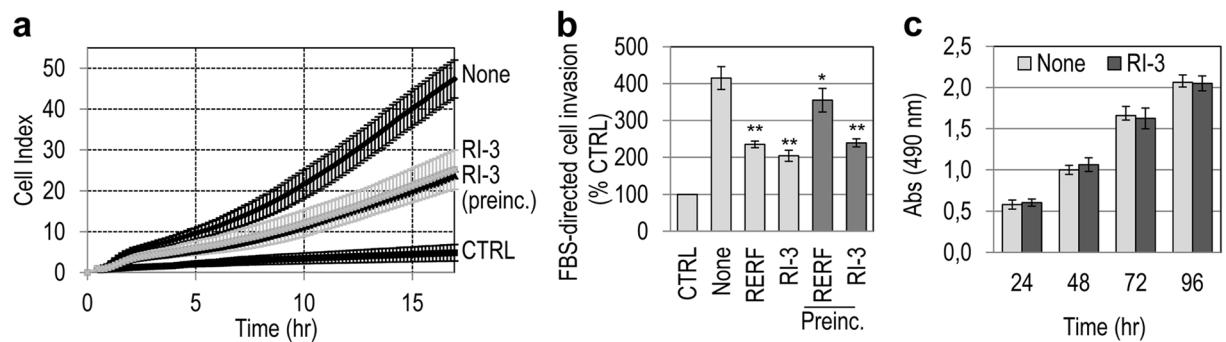 a
50
40
30
20
10
0
Cell Index
0
5
10
15
Time (hr)
None
RI-3
RI-3
(preinc.)
CTRL
b
FBS-directed cell invasion
(% CTRL)
500
400
300
200
100
0
**
**
*
**
CTRL
None
RERF
RI-3
RERF
RI-3
Preinc.
c
None
RI-3
Abs (490 nm)
2,5
2,0
1,5
1,0
0,5
0,0
24
48
72
96
Time (hr)